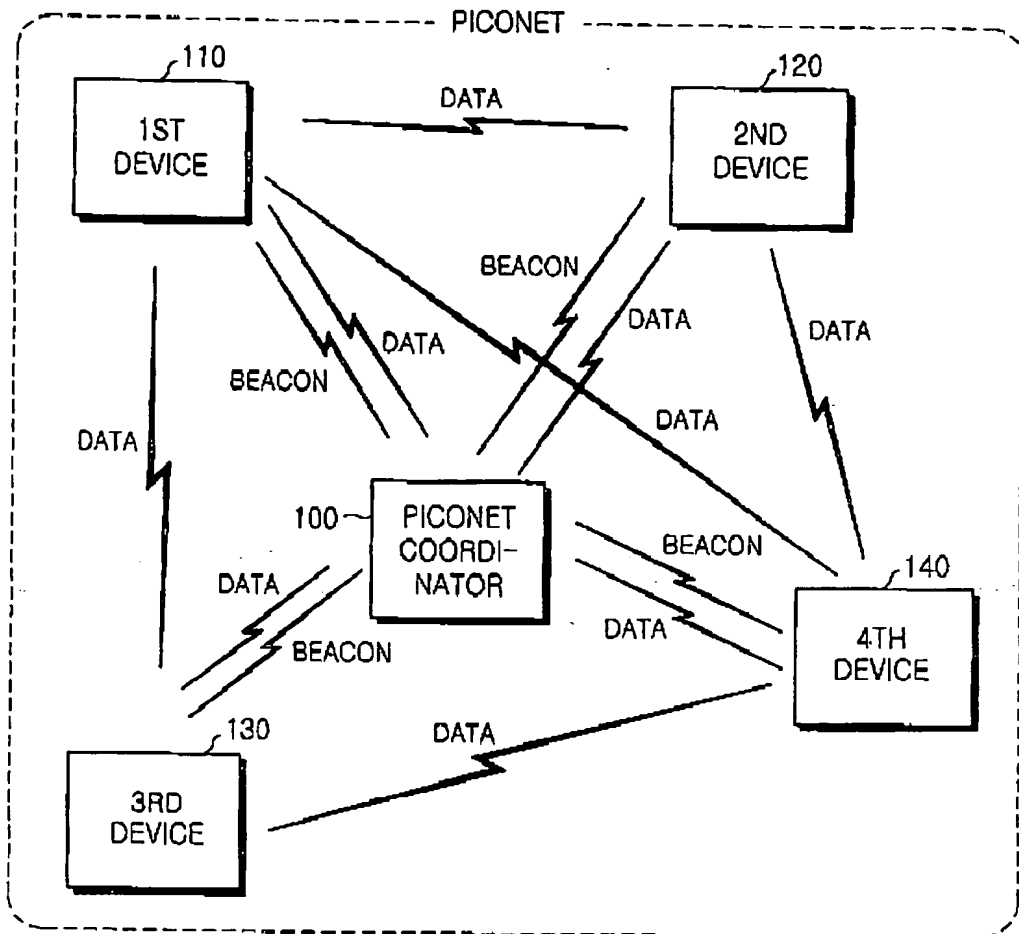 PICONET
110
1ST
DEVICE
DATA
120
2ND
DEVICE
BEACON
DATA
DATA
BEACON
DATA
DATA
DATA
100
PICONET
COORDI-
NATOR
BEACON
DATA
140
4TH
DEVICE
DATA
BEACON
130
3RD
DEVICE
DATA